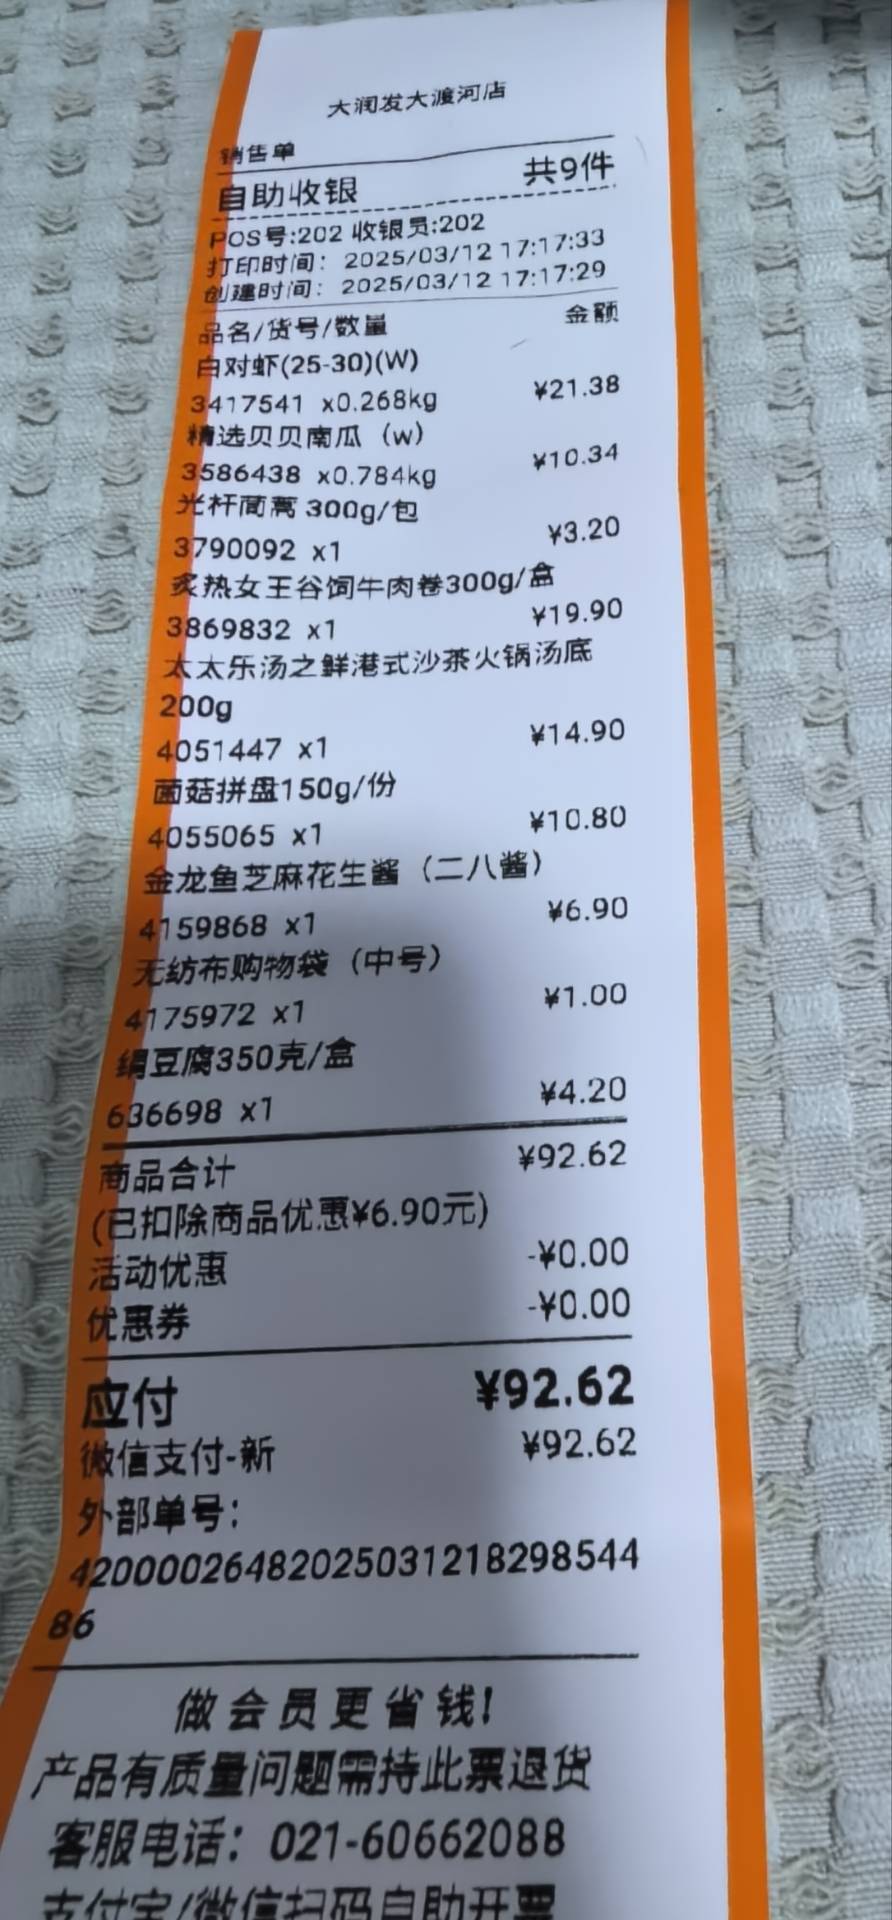 大润发大渡河店
销售单
自助收银 共9件
POS号:202 收银员:202
打印时间: 2025/03/12 17:17:33
创建时间: 2025/03/12 17:17:29
品名/货号/数量 金额
白对虾(25-30)(W)
3417541 x0.268kg ¥21.38
精选贝贝南瓜 (w)
3586438 x0.784kg ¥10.34
光杆茼蒿 300g/包
3790092 x1 ¥3.20
炙热女王谷饲牛肉卷300g/盒
3869832 x1 ¥19.90
太太乐汤之鲜港式沙茶火锅汤底
200g
4051447 x1 ¥14.90
菌菇拼盘150g/份
4055065 x1 ¥10.80
金龙鱼芝麻花生酱(二八酱)
4159868 x1 ¥6.90
无纺布购物袋(中号)
4175972 x1 ¥1.00
绢豆腐350克/盒
636698 x1 ¥4.20
商品合计 ¥92.62
(已扣除商品优惠¥6.90元)
活动优惠 -¥0.00
优惠券 -¥0.00
应付 ¥92.62
微信支付-新 ¥92.62
外部单号:
42000026482025031218298544
86
做会员更省钱!
产品有质量问题需持此票退货
客服电话: 021-60662088
支付宝/微信扫码自助开票